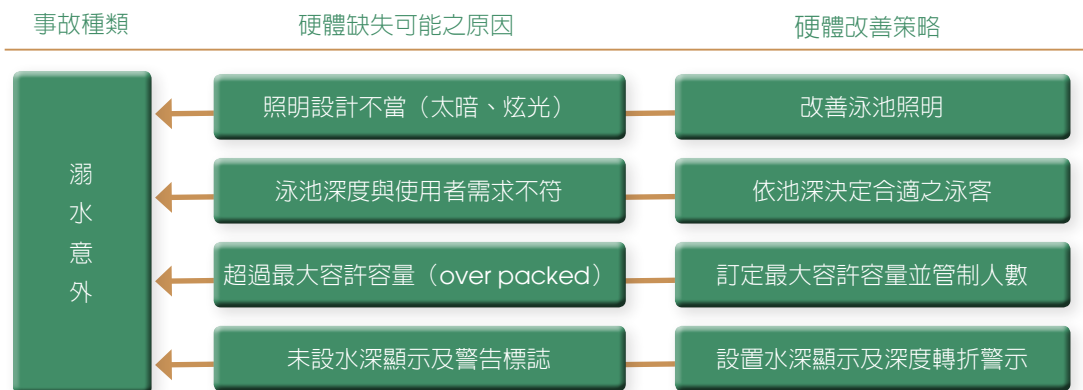 事故種類
硬體缺失可能之原因
硬體改善策略
溺水意外
照明設計不當（太暗、炫光）
改善泳池照明
泳池深度與使用者需求不符
依池深決定合適之泳客
超過最大容許容量（over packed）
訂定最大容許容量並管制人數
未設水深顯示及警告標誌
設置水深顯示及深度轉折警示